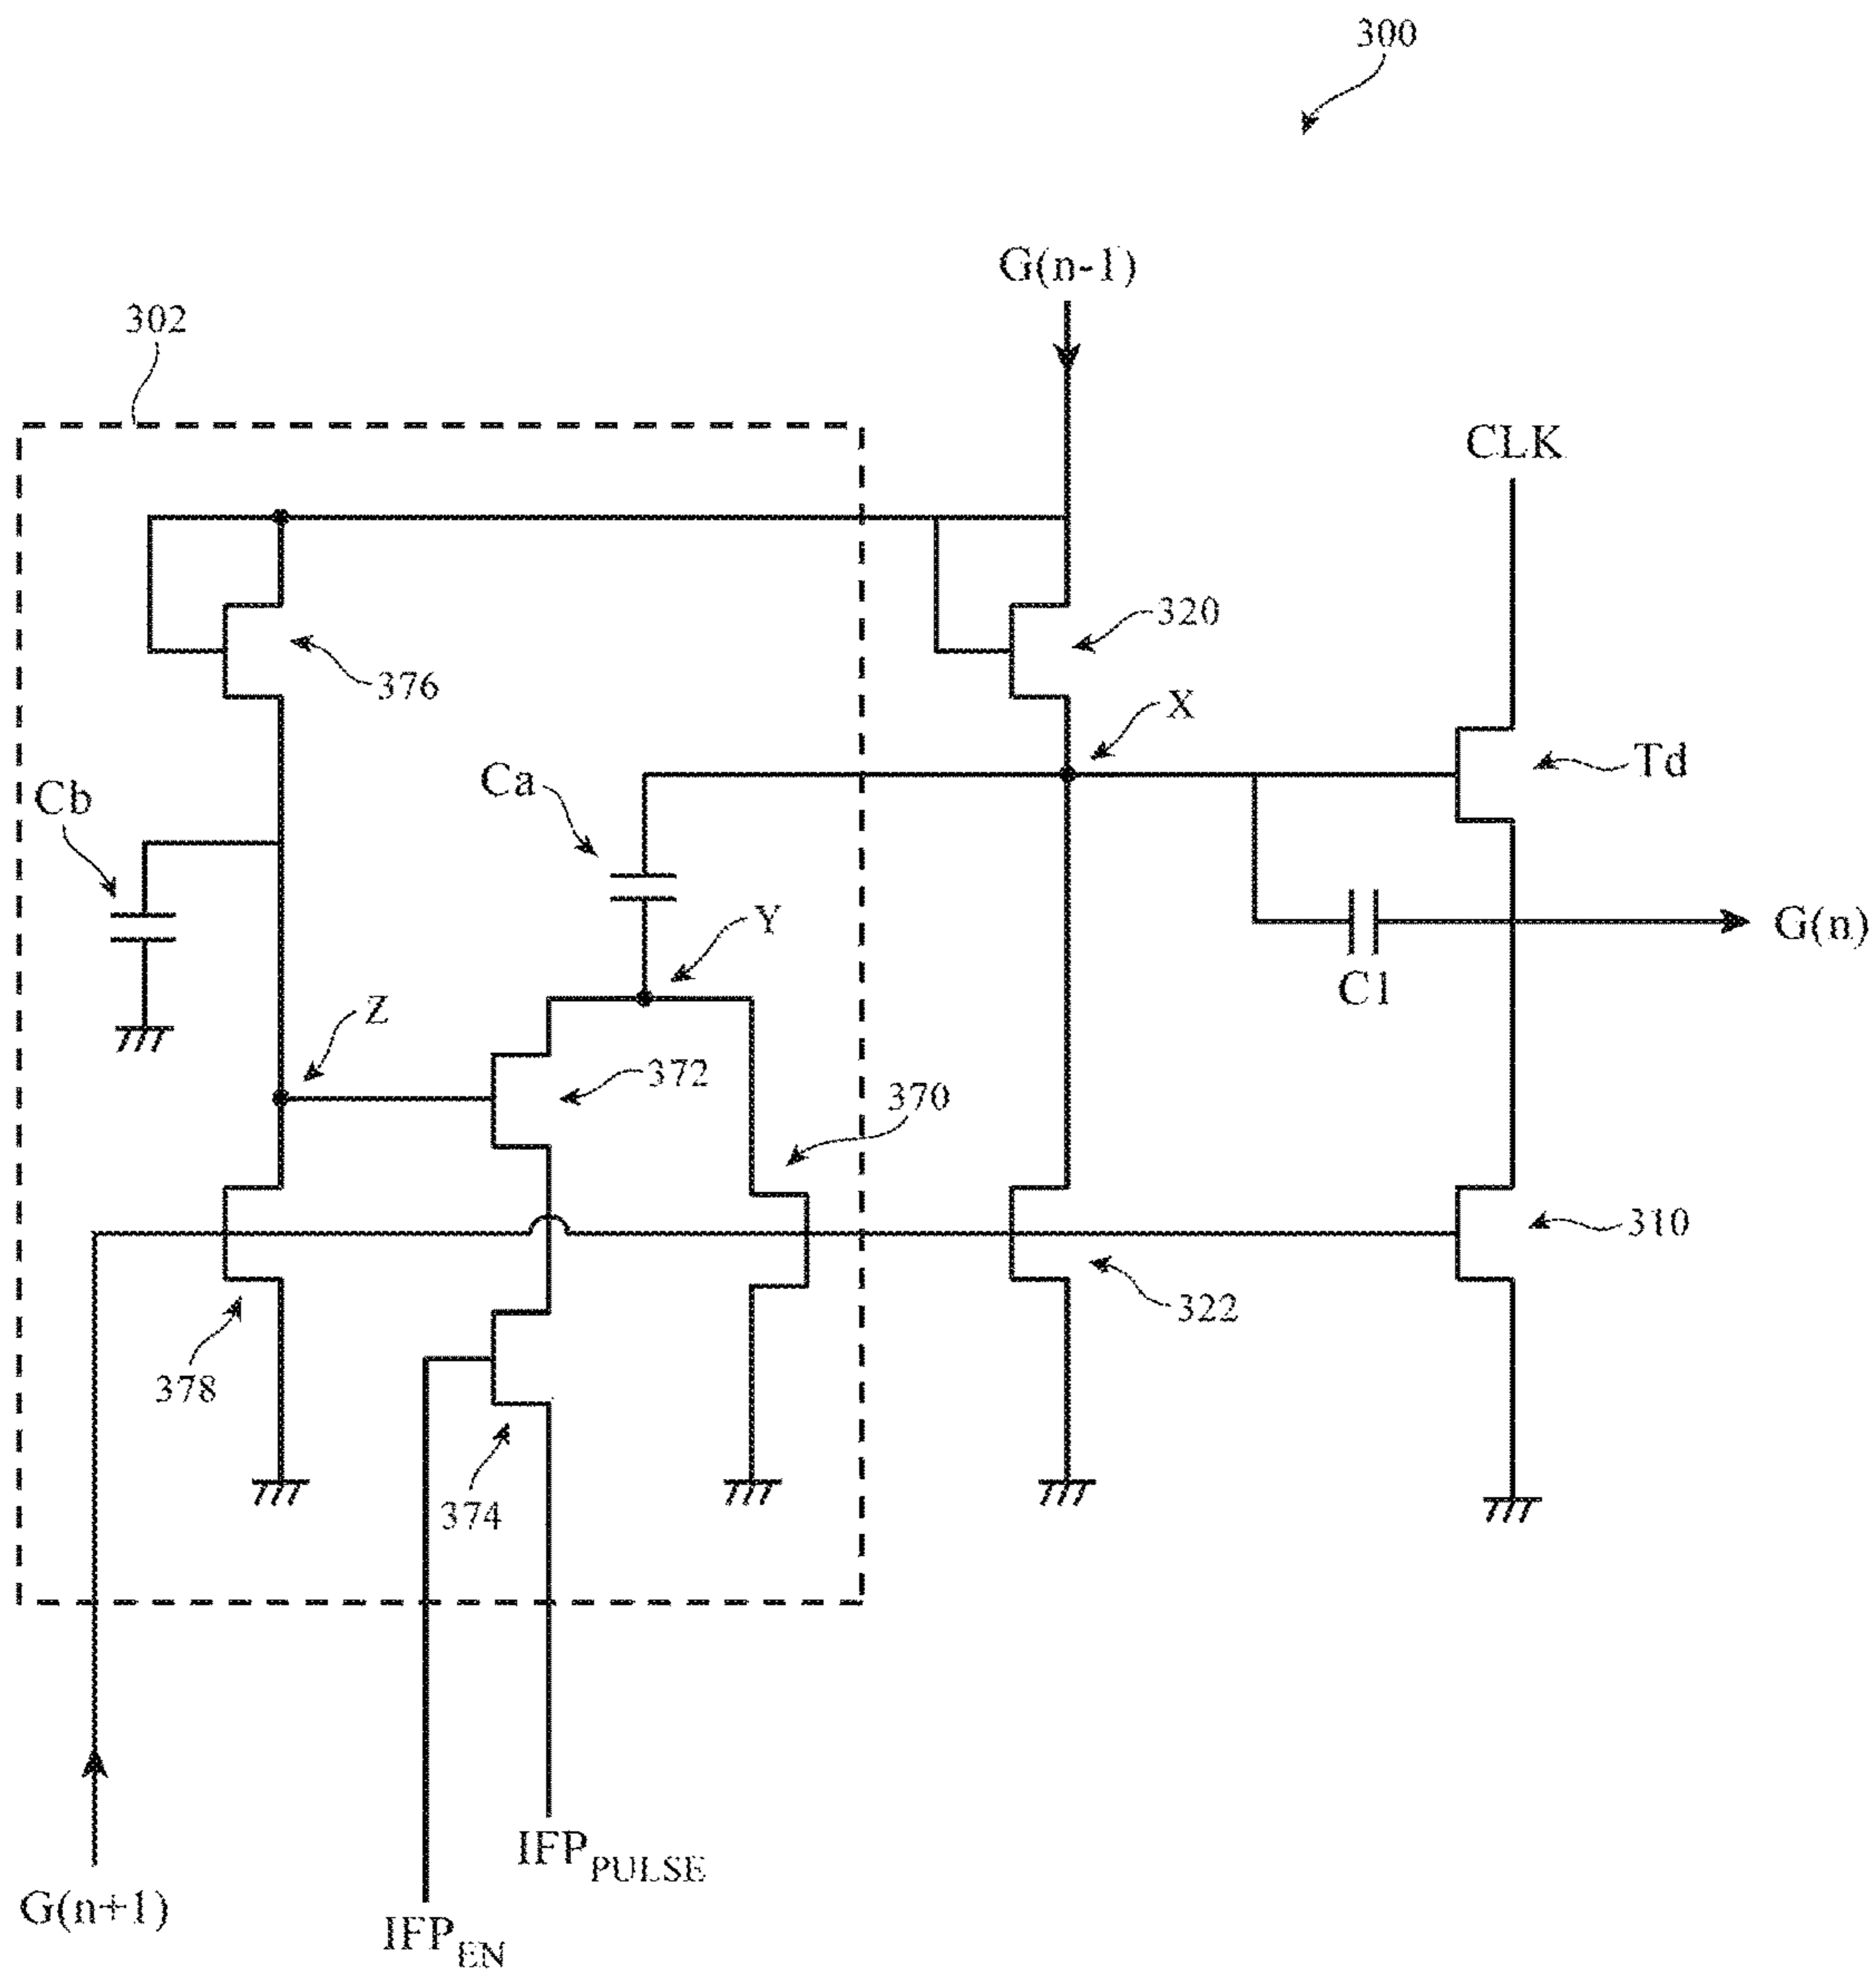 300
G(n-1)
302
CLK
320
376
X
Td
Ca
Cb
Y
G(n)
C1
Z
372
370
310
322
378
374
IFPPULSE
G(n+1)
IFPEN